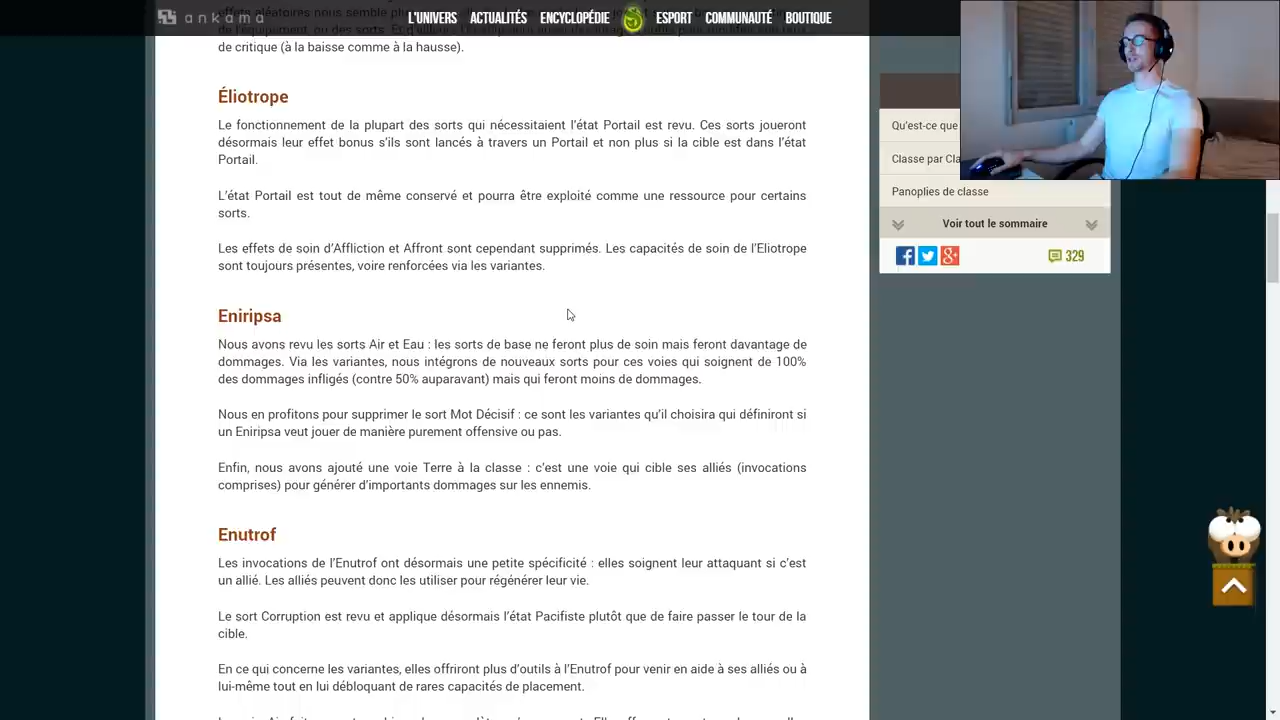 ankama
L'UNIVERS ACTUALITÉS ENCYCLOPÉDIE ESPORT COMMUNAUTÉ BOUTIQUE
de critique (à la baisse comme à la hausse).
Éliotrope
Le fonctionnement de la plupart des sorts qui nécessitaient l'état Portail est revu. Ces sorts joueront
désormais leur effet bonus s'ils sont lancés à travers un Portail et non plus si la cible est dans l'état
Portail.
L'état Portail est tout de même conservé et pourra être exploité comme une ressource pour certains
sorts.
Les effets de soin d'Affliction et Affront sont cependant supprimés. Les capacités de soin de l'Eliotrope
sont toujours présentes, voire renforcées via les variantes.
Eniripsa
Nous avons revu les sorts Air et Eau : les sorts de base ne feront plus de soin mais feront davantage de
dommages. Via les variantes, nous intégrons de nouveaux sorts pour ces voies qui soignent de 100%
des dommages infligés (contre 50% auparavant) mais qui feront moins de dommages.
Nous en profitons pour supprimer le sort Mot Décisif : ce sont les variantes qu'il choisira qui définiront si
un Eniripsa veut jouer de manière purement offensive ou pas.
Enfin, nous avons ajouté une voie Terre à la classe : c'est une voie qui cible ses alliés (invocations
comprises) pour générer d'importants dommages sur les ennemis.
Enutrof
Les invocations de l'Enutrof ont désormais une petite spécificité : elles soignent leur attaquant si c'est
un allié. Les alliés peuvent donc les utiliser pour régénérer leur vie.
Le sort Corruption est revu et applique désormais l'état Pacifiste plutôt que de faire passer le tour de la
cible.
En ce qui concerne les variantes, elles offriront plus d'outils à l'Enutrof pour venir en aide à ses alliés ou à
lui-même tout en lui débloquant de rares capacités de placement.
Qu'est-ce que
Classe par Cla
Panoplies de classe
Voir tout le sommaire
329